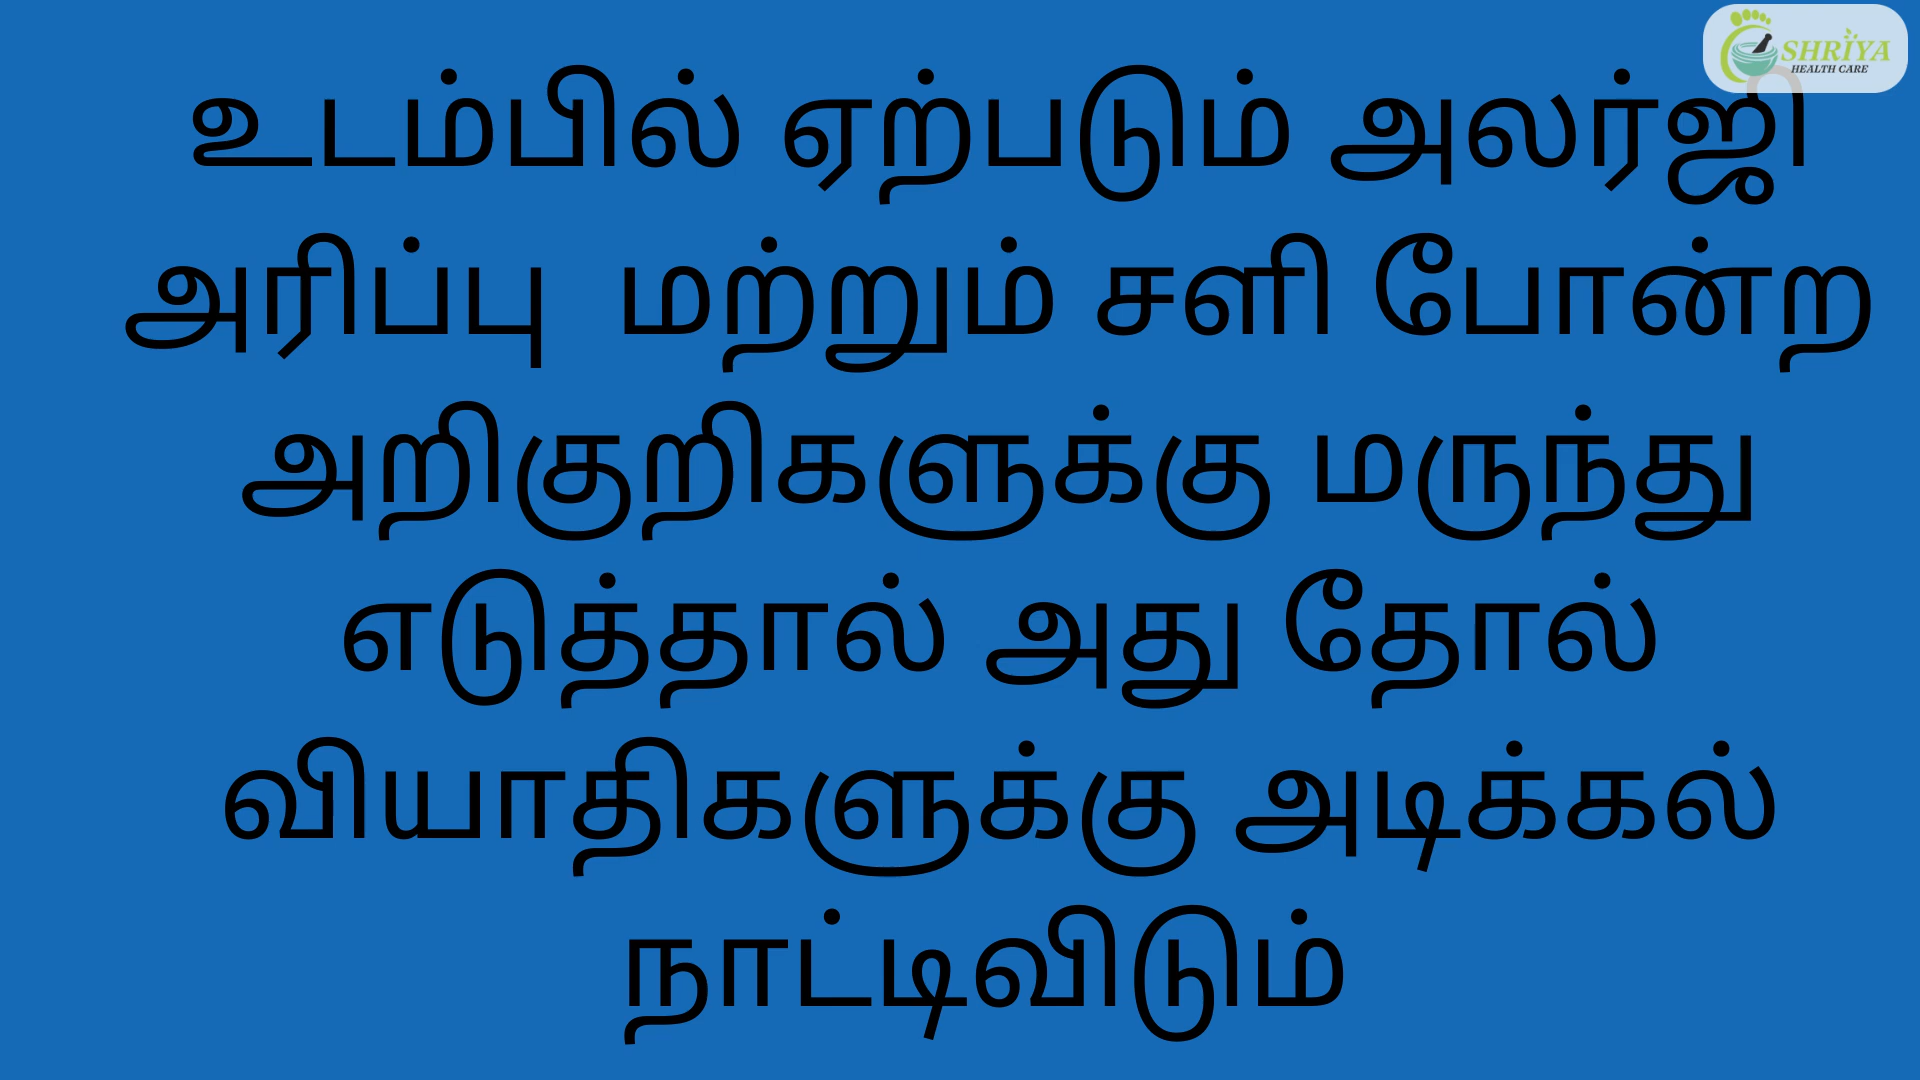 SHRIYA
HEALTH CARE
உடம்பில் ஏற்படும் அலர்ஜி
அரிப்பு மற்றும் சளி போன்ற
அறிகுறிகளுக்கு மருந்து
எடுத்தால் அது தோல்
வியாதிகளுக்கு அடிக்கல்
நாட்டிவிடும்